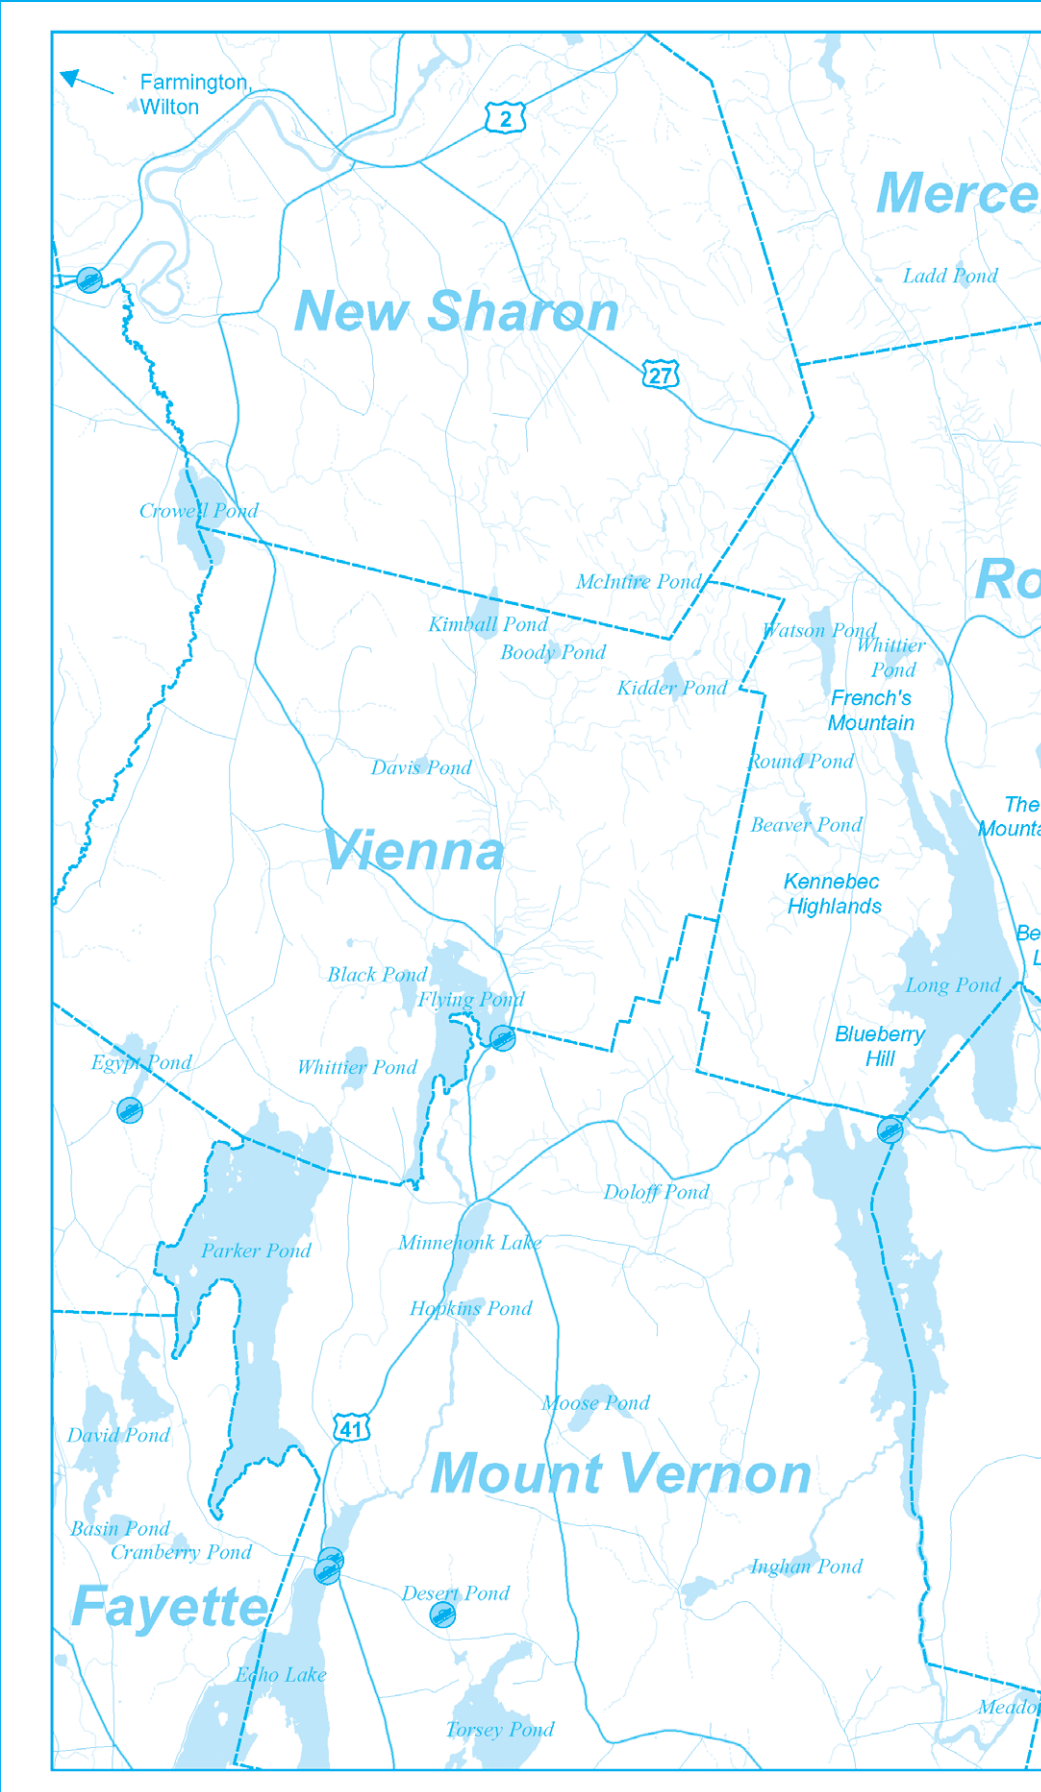 Farmington,
Wilton
2
Merce
Ladd Pond
New Sharon
27
Crowell Pond
McIntire Pond
Ro
Kimball Pond
Watson Pond
Boody Pond
Whittier
Pond
Kidder Pond
French's
Mountain
Davis Pond
Round Pond
The
Mounta
Beaver Pond
Vienna
Kennebec
Highlands
Be
L
Black Pond
Flying Pond
Long Pond
Blueberry
Hill
Egypt Pond
Whittier Pond
Doloff Pond
Parker Pond
Minnehonk Lake
Hopkins Pond
Moose Pond
41
David Pond
Mount Vernon
Basin Pond
Cranberry Pond
Inghan Pond
Fayette
Desert Pond
Echo Lake
Meado
Torsey Pond